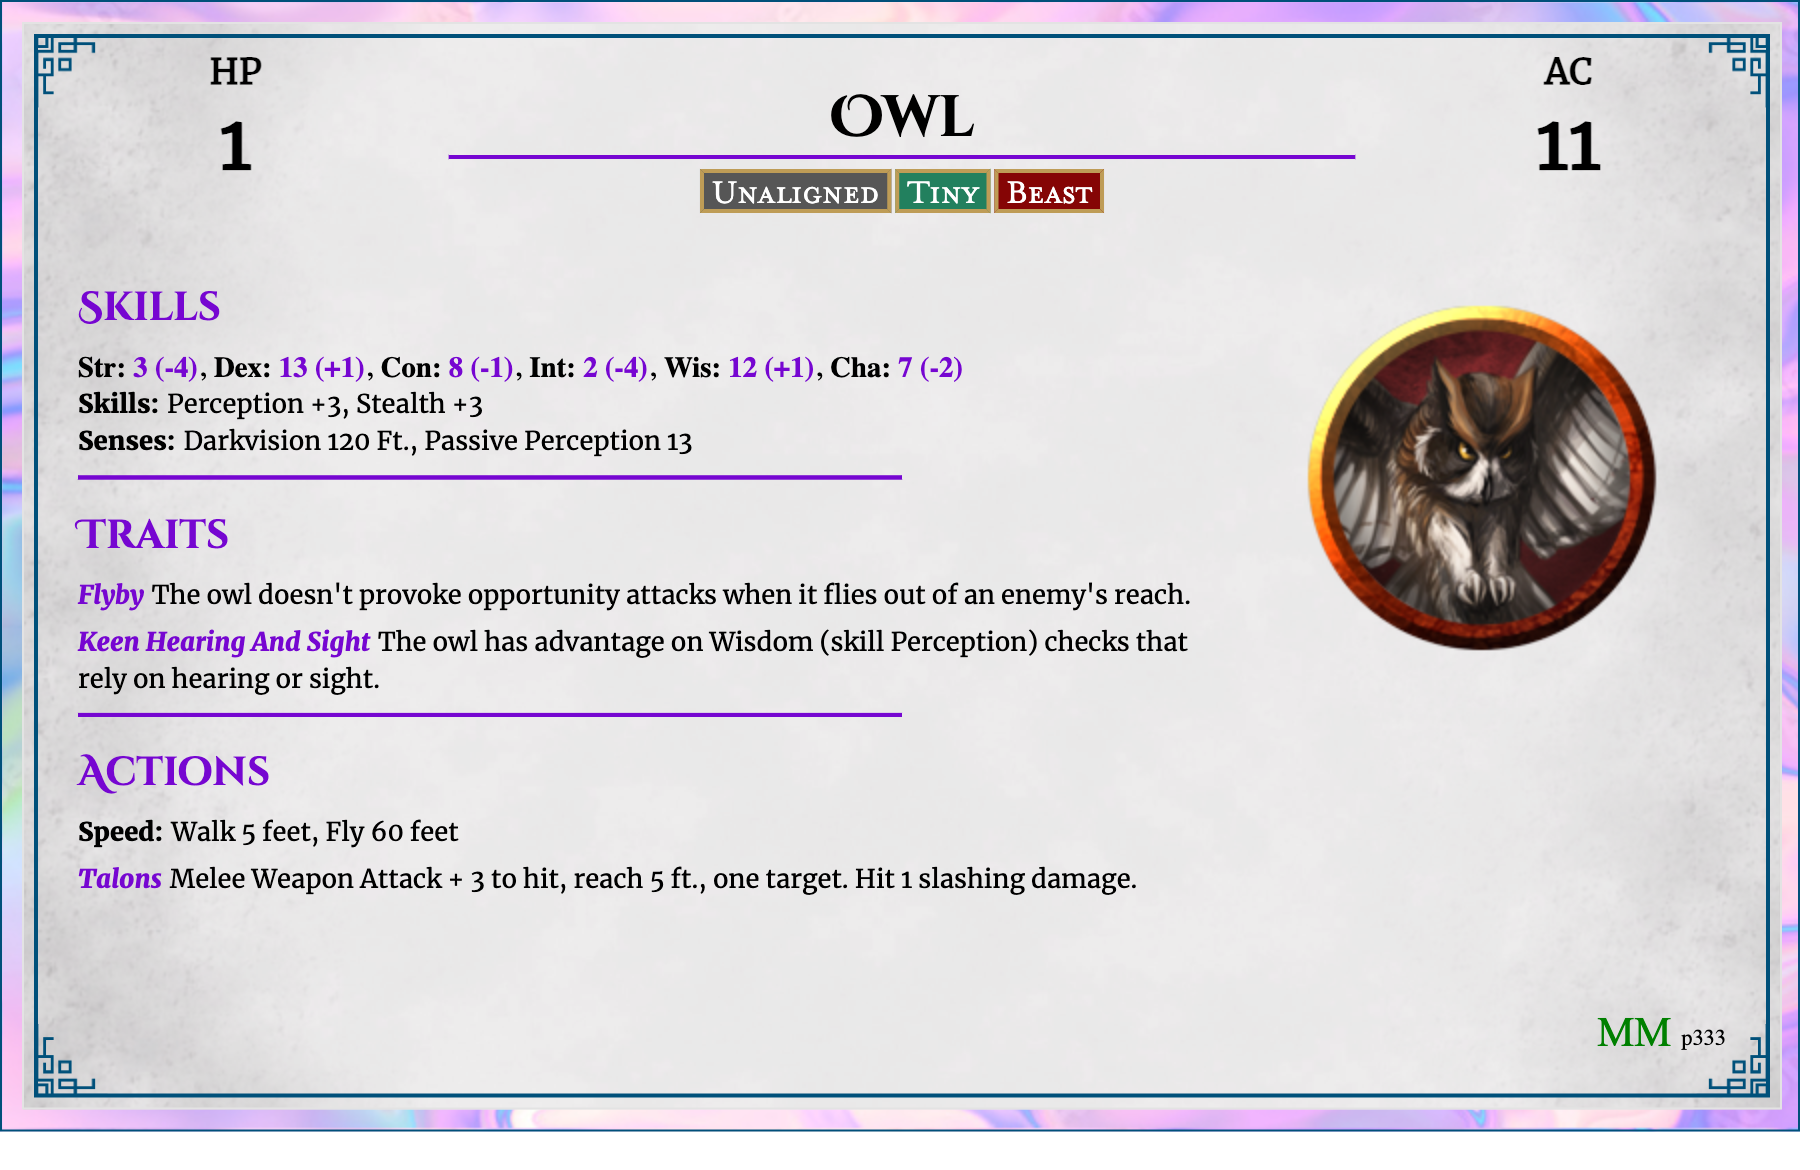 HP
1
Owl
AC
11
Unaligned Tiny Beast
Skills
Str: 3 (-4), Dex: 13 (+1), Con: 8 (-1), Int: 2 (-4), Wis: 12 (+1), Cha: 7 (-2)
Skills: Perception +3, Stealth +3
Senses: Darkvision 120 Ft., Passive Perception 13
Traits
Flyby The owl doesn't provoke opportunity attacks when it flies out of an enemy's reach.
Keen Hearing And Sight The owl has advantage on Wisdom (skill Perception) checks that
rely on hearing or sight.
Actions
Speed: Walk 5 feet, Fly 60 feet
Talons Melee Weapon Attack + 3 to hit, reach 5 ft., one target. Hit 1 slashing damage.
MM p333